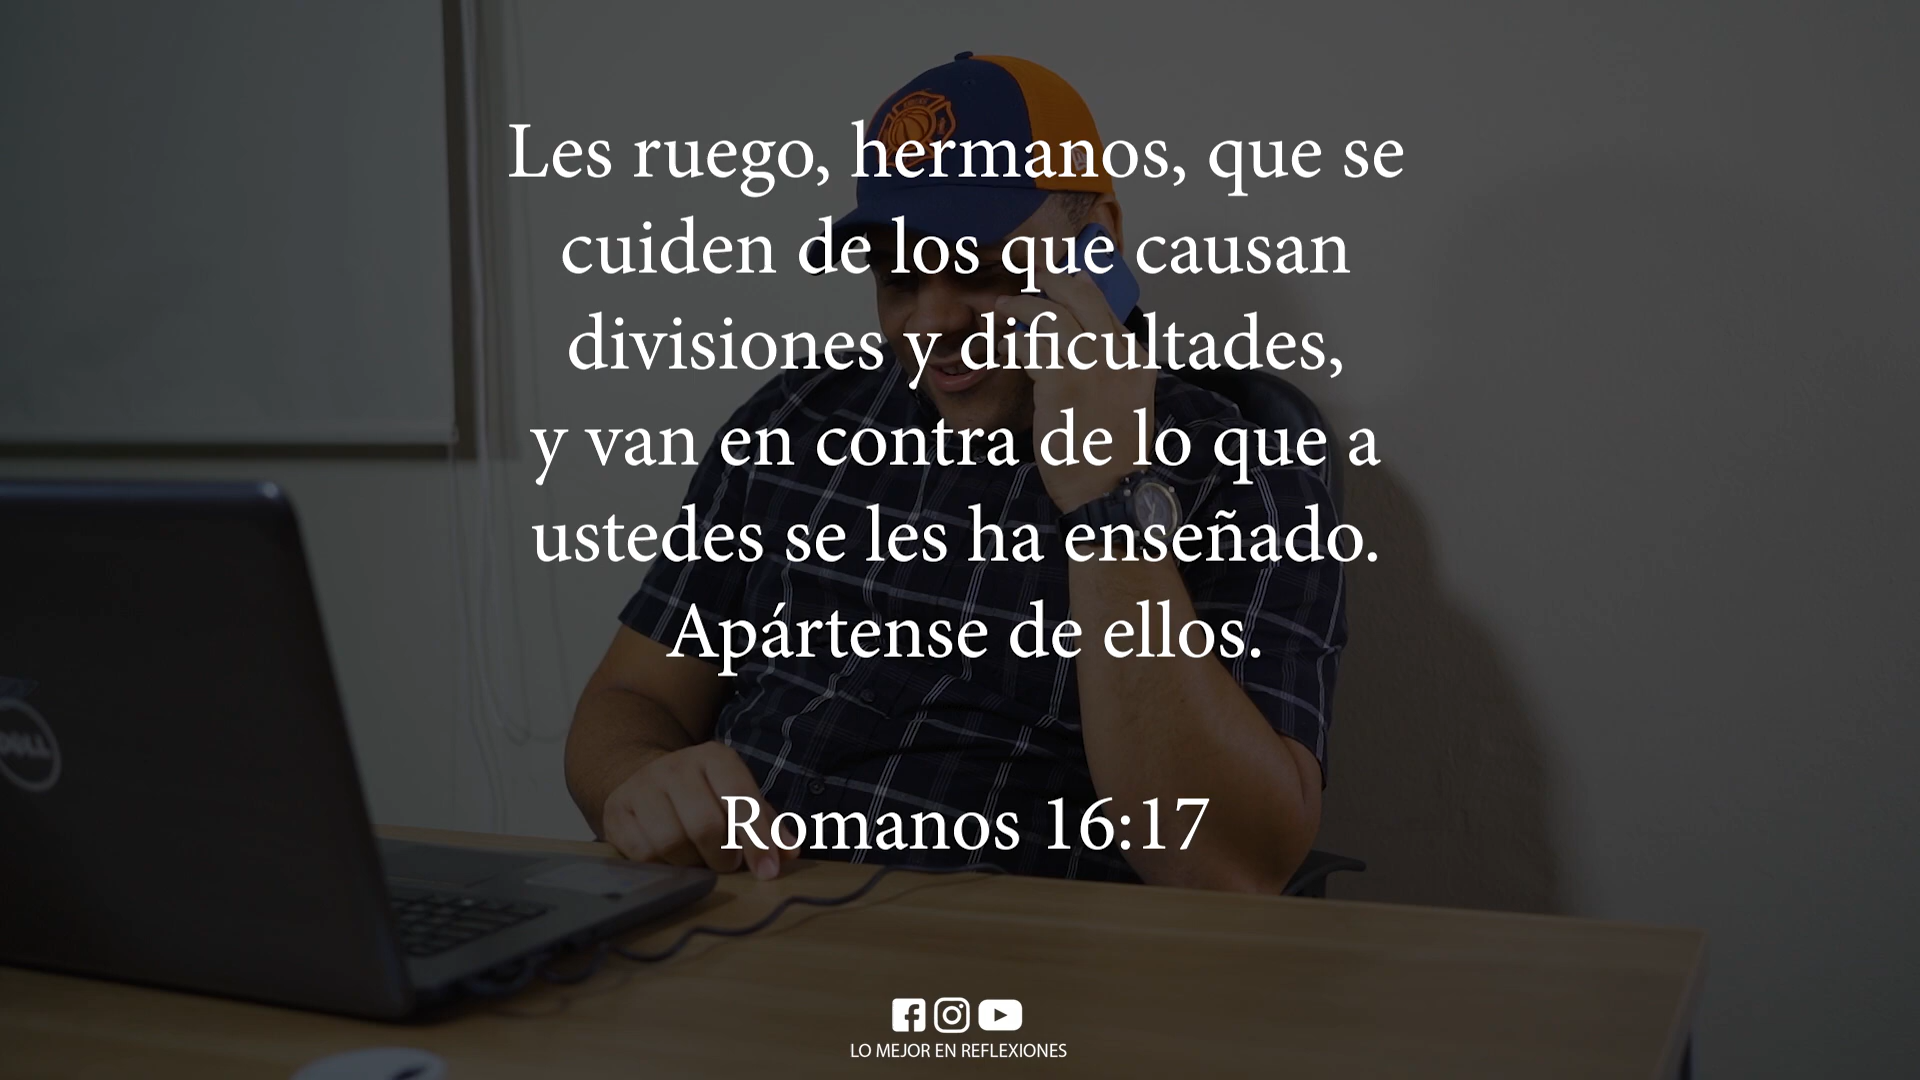 Les ruego, hermanos, que se
cuiden de los que causan
divisiones y dificultades,
y van en contra de lo que a
ustedes se les ha enseñado.
Apártense de ellos.
Romanos 16:17
DELL
LO MEJOR EN REFLEXIONES